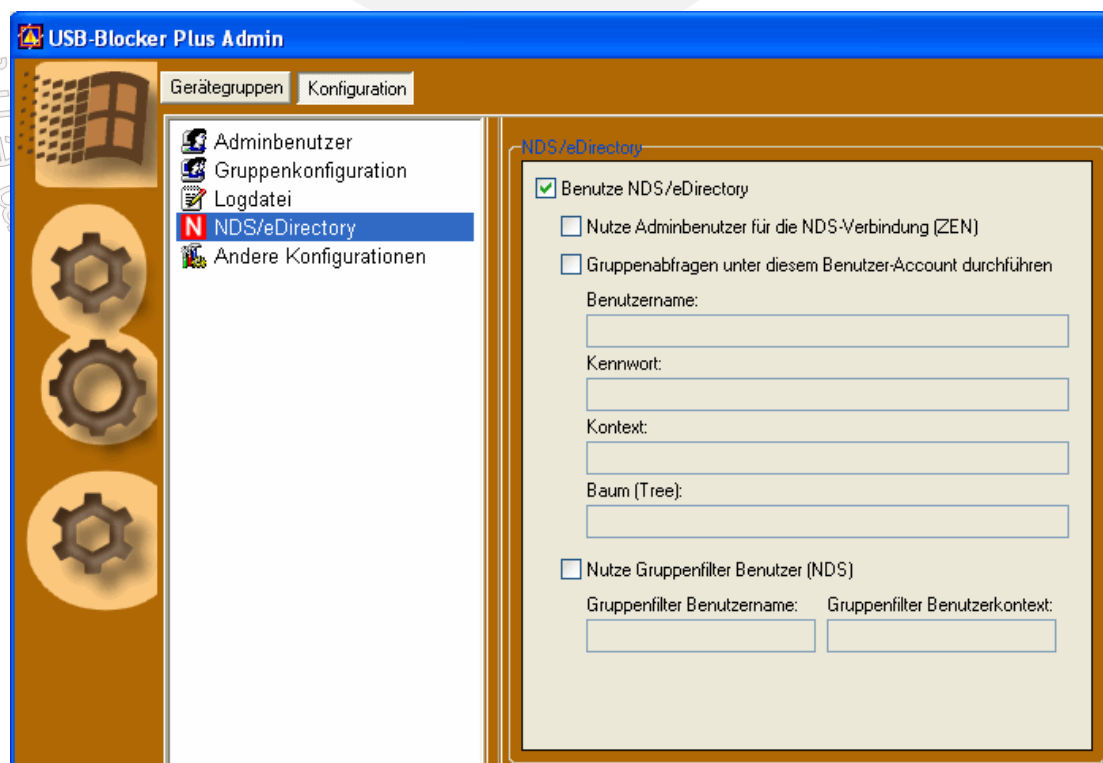 USB-Blocker Plus Admin
Gerätegruppen Konfiguration
Adminbenutzer
Gruppenkonfiguration
Logdatei
N NDS/eDirectory
Andere Konfigurationen
NDS/eDirectory
Benutze NDS/eDirectory
Nutze Adminbenutzer für die NDS-Verbindung (ZEN)
Gruppenabfragen unter diesem Benutzer-Account durchführen
Benutzername:
Kennwort:
Kontext:
Baum (Tree):
Nutze Gruppenfilter Benutzer (NDS)
Gruppenfilter Benutzername: Gruppenfilter Benutzerkontext: